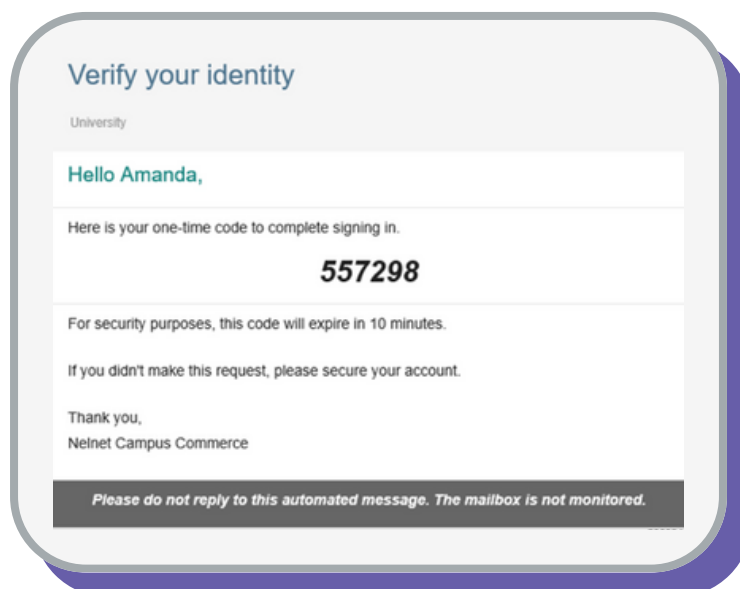 Verify your identity
University
Hello Amanda,
Here is your one-time code to complete signing in.
557298
For security purposes, this code will expire in 10 minutes.
If you didn't make this request, please secure your account.
Thank you,
Nelnet Campus Commerce
Please do not reply to this automated message. The mailbox is not monitored.